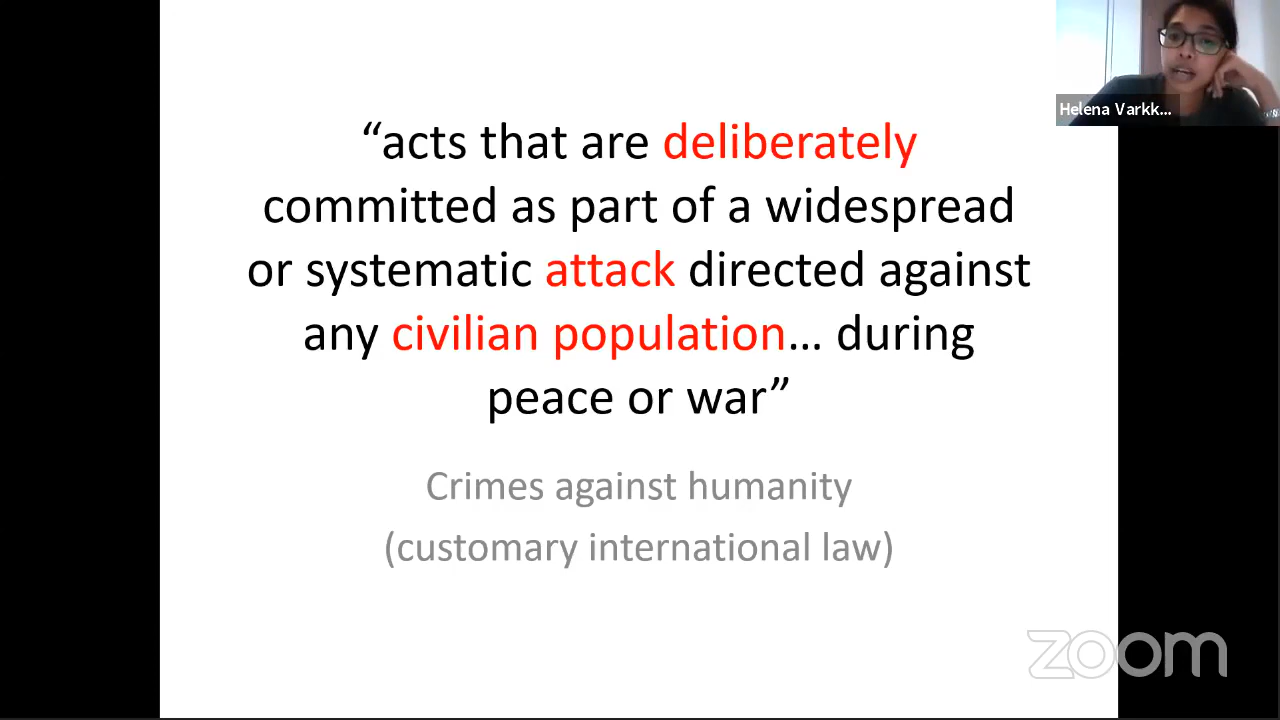 Helena Varkk...
“acts that are deliberately
committed as part of a widespread
or systematic attack directed against
any civilian population… during
peace or war”
Crimes against humanity
(customary international law)
zoom